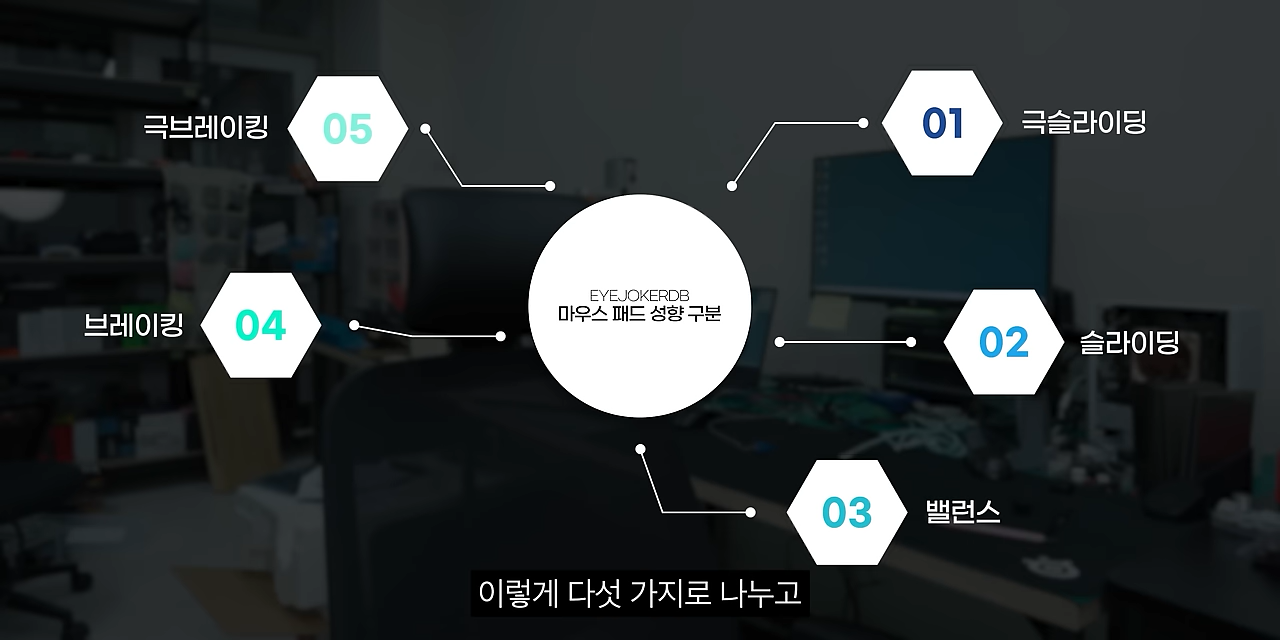 EYEJOKERDB
마우스 패드 성향 구분
01
극슬라이딩
02
슬라이딩
03
밸런스
04
브레이킹
05
극브레이킹
이렇게 다섯 가지로 나누고